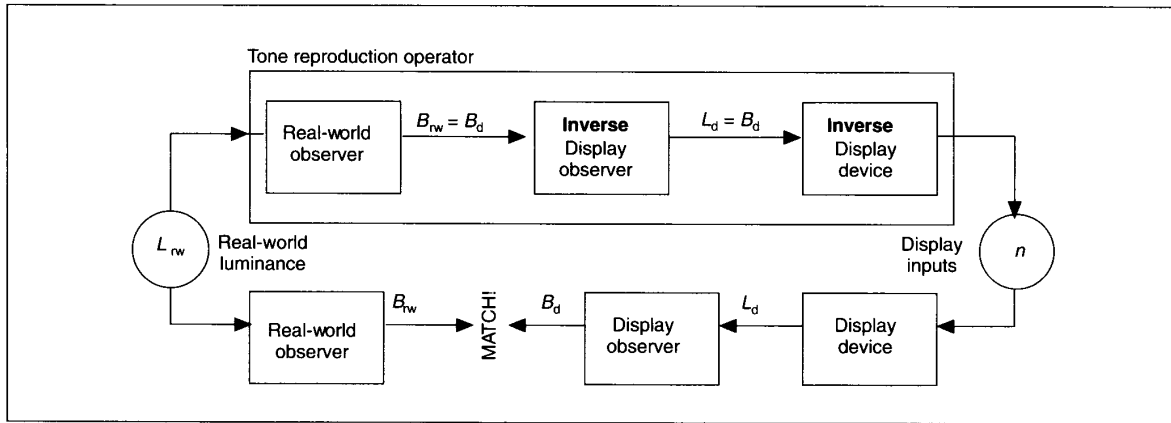 Tone reproduction operator
Real-world
observer
B_rw = B_d
Inverse
Display
observer
L_d = B_d
Inverse
Display
device
L_rw
Real-world
luminance
Display
inputs
n
Real-world
observer
B_rw
MATCH!
B_d
Display
observer
L_d
Display
device